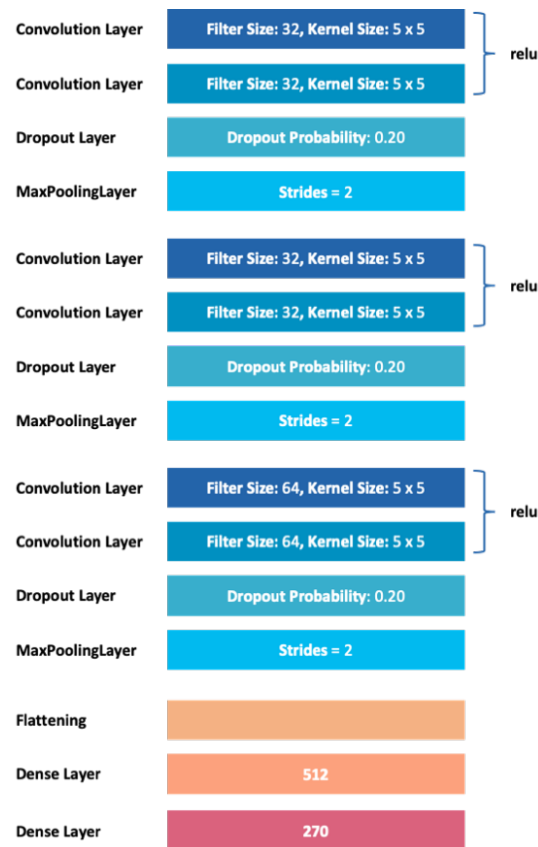 Convolution Layer Filter Size: 32, Kernel Size: 5 x 5
relu
Convolution Layer Filter Size: 32, Kernel Size: 5 x 5
Dropout Layer Dropout Probability: 0.20
MaxPoolingLayer Strides = 2
Convolution Layer Filter Size: 32, Kernel Size: 5 x 5
relu
Convolution Layer Filter Size: 32, Kernel Size: 5 x 5
Dropout Layer Dropout Probability: 0.20
MaxPoolingLayer Strides = 2
Convolution Layer Filter Size: 64, Kernel Size: 5 x 5
relu
Convolution Layer Filter Size: 64, Kernel Size: 5 x 5
Dropout Layer Dropout Probability: 0.20
MaxPoolingLayer Strides = 2
Flattening
Dense Layer 512
Dense Layer 270